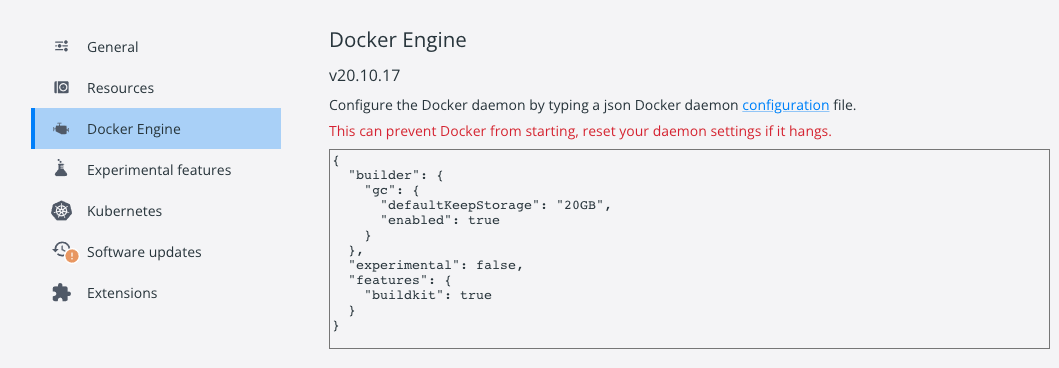 General
Resources
Docker Engine
Experimental features
Kubernetes
Software updates
Extensions
Docker Engine
v20.10.17
Configure the Docker daemon by typing a json Docker daemon configuration file.
This can prevent Docker from starting, reset your daemon settings if it hangs.
{
  "builder": {
    "gc": {
      "defaultKeepStorage": "20GB",
      "enabled": true
    }
  },
  "experimental": false,
  "features": {
    "buildkit": true
  }
}